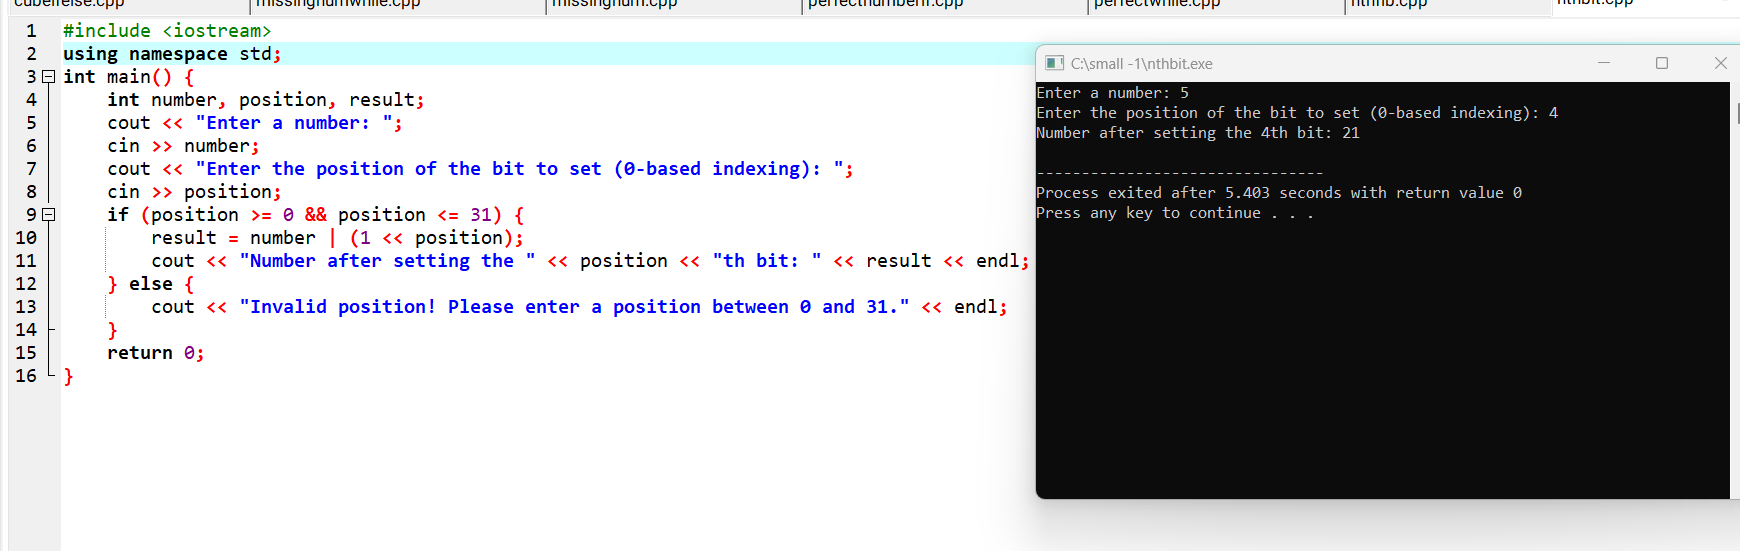 missingnumwhile.cpp missingnum.cpp perfectnumberfr.cpp perfectwhile.cpp nthbit.cpp
1 #include <iostream>
2 using namespace std;
3 int main() {
4 int number, position, result;
5 cout << "Enter a number: ";
6 cin >> number;
7 cout << "Enter the position of the bit to set (0-based indexing): ";
8 cin >> position;
9 if (position >= 0 && position <= 31) {
10 result = number | (1 << position);
11 cout << "Number after setting the " << position << "th bit: " << result << endl;
12 } else {
13 cout << "Invalid position! Please enter a position between 0 and 31." << endl;
14 }
15 return 0;
16 }
C:\small -1\nthbit.exe
Enter a number: 5
Enter the position of the bit to set (0-based indexing): 4
Number after setting the 4th bit: 21
--------------------------------
Process exited after 5.403 seconds with return value 0
Press any key to continue . . .